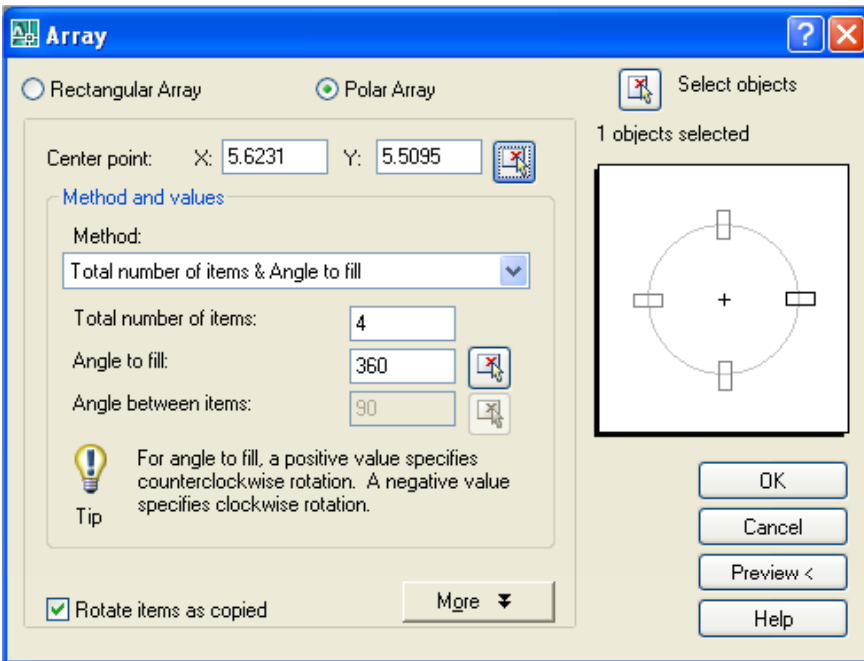 Array
Rectangular Array
Polar Array
Select objects
1 objects selected
Center point: X: 5.6231 Y: 5.5095
Method and values
Method:
Total number of items & Angle to fill
Total number of items: 4
Angle to fill: 360
Angle between items: 90
For angle to fill, a positive value specifies
counterclockwise rotation. A negative value
specifies clockwise rotation.
Tip
Rotate items as copied
More
OK
Cancel
Preview <
Help